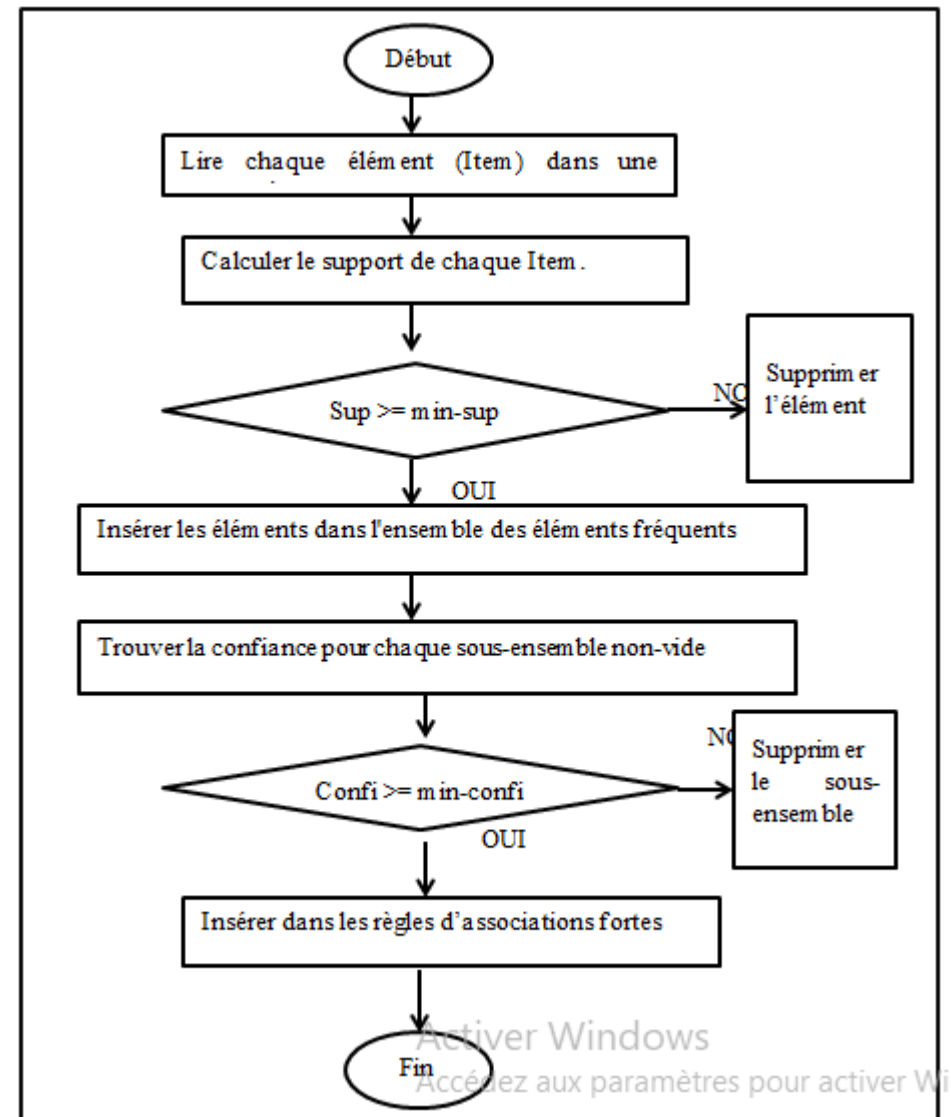 Début
Lire chaque élément (Item) dans une
Calculer le support de chaque Item.
Sup >= min-sup
NO
Supprimer
l'élément
OUI
Insérer les éléments dans l'ensemble des éléments fréquents
Trouver la confiance pour chaque sous-ensemble non-vide
Confi >= min-confi
NO
Supprimer
le sous-
ensemble
OUI
Insérer dans les règles d'associations fortes
Activer Windows
Fin
Accédez aux paramètres pour activer Wi